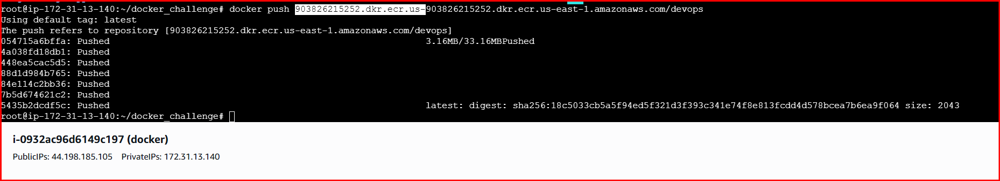 root@ip-172-31-13-140:~/docker_challenge# docker push 903826215252.dkr.ecr.us-903826215252.dkr.ecr.us-east-1.amazonaws.com/devops
Using default tag: latest
The push refers to repository [903826215252.dkr.ecr.us-east-1.amazonaws.com/devops]
054715a6bffa: Pushed 3.16MB/33.16MBPushed
4a038fd18db1: Pushed
448ea5cac5d5: Pushed
88d1d984b765: Pushed
84e114c2bb36: Pushed
7b5d674621c2: Pushed
5435b2dcdf5c: Pushed latest: digest: sha256:18c5033cb5a5f94ed5f321d3f393c341e74f8e813fcdd4d578bcea7b6ea9f064 size: 2043
root@ip-172-31-13-140:~/docker_challenge#
i-0932ac96d6149c197 (docker)
PublicIPs: 44.198.185.105 PrivateIPs: 172.31.13.140